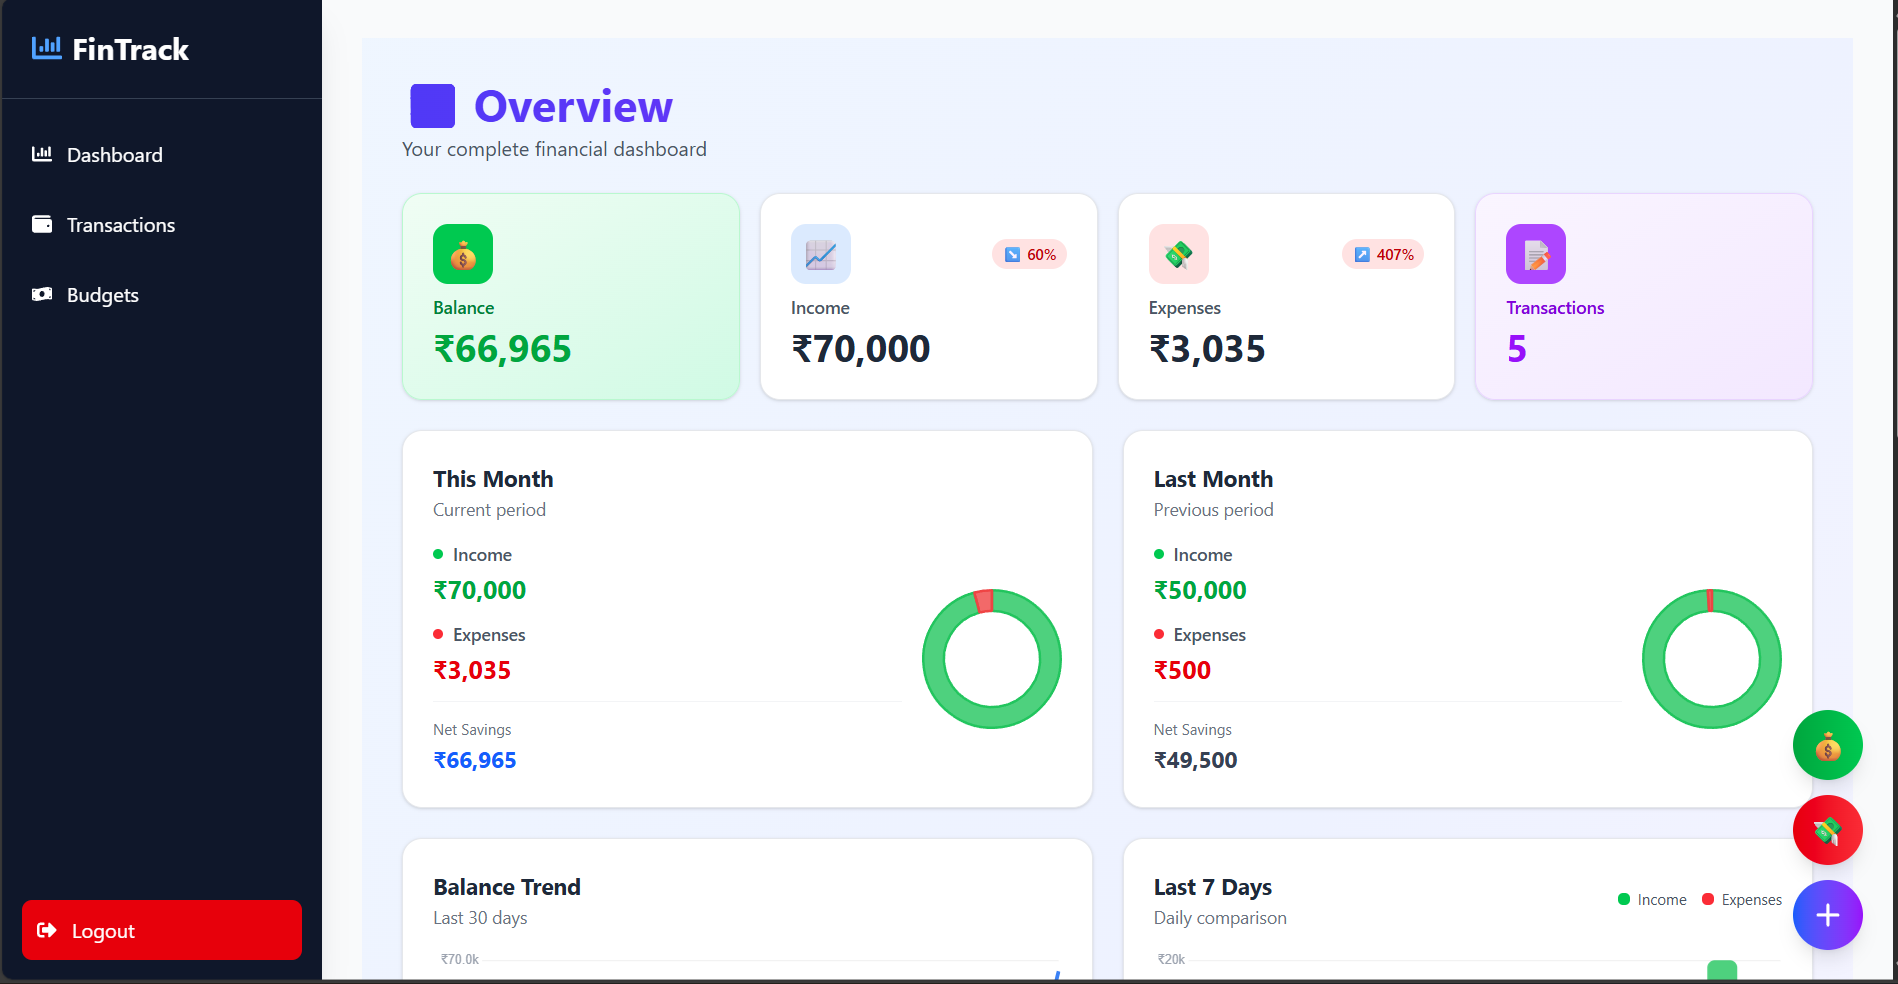 FinTrack
Dashboard
Transactions
Budgets
Logout
Overview
Your complete financial dashboard
Balance
₹66,965
60%
Income
₹70,000
407%
Expenses
₹3,035
Transactions
5
This Month
Current period
Income
₹70,000
Expenses
₹3,035
Net Savings
₹66,965
Last Month
Previous period
Income
₹50,000
Expenses
₹500
Net Savings
₹49,500
Balance Trend
Last 30 days
₹70.0k
Last 7 Days
Daily comparison
Income Expenses
₹20k